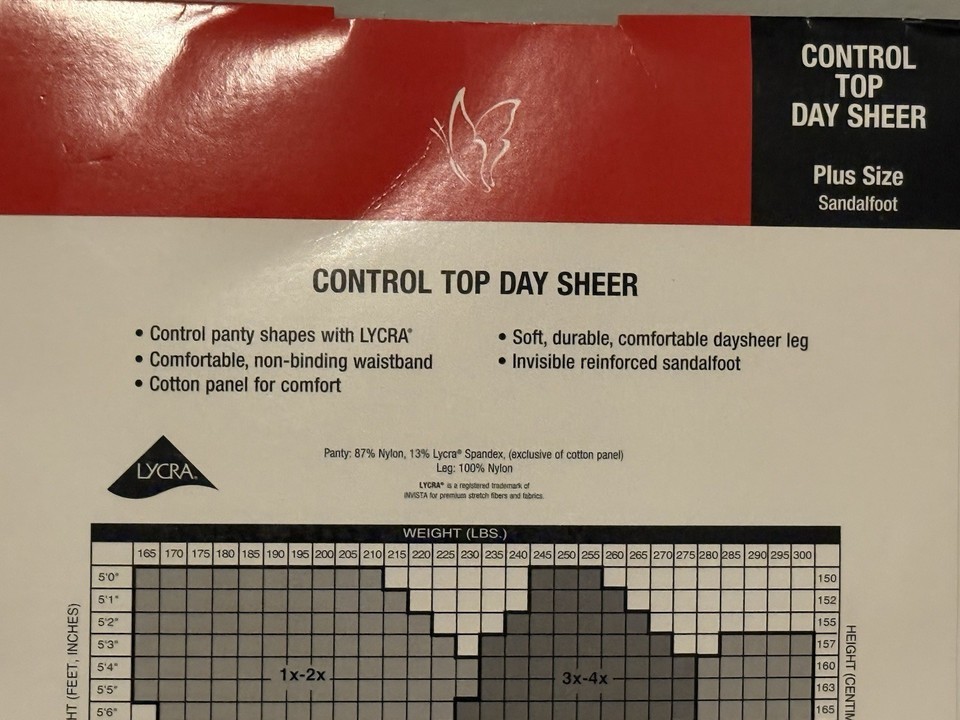 CONTROL
TOP
DAY SHEER
Plus Size
Sandalfoot
CONTROL TOP DAY SHEER
• Control panty shapes with LYCRA®
• Comfortable, non-binding waistband
• Cotton panel for comfort
• Soft, durable, comfortable daysheer leg
• Invisible reinforced sandalfoot
LYCRA®
Panty: 87% Nylon, 13% Lycra® Spandex, (exclusive of cotton panel)
Leg: 100% Nylon
LYCRA® is a registered trademark of
INVISTA for premium stretch fibers and fabrics.
WEIGHT (LBS.)
165 170 175 180 185 190 195 200 205 210 215 220 225 230 235 240 245 250 255 260 265 270 275 280 285 290 295 300
5'0" 150
5'1" 152
5'2" 155
5'3" 157
5'4" 160
5'5" 163
5'6" 165
1x-2x
3x-4x
HT (FEET, INCHES)
HEIGHT (CENTIM